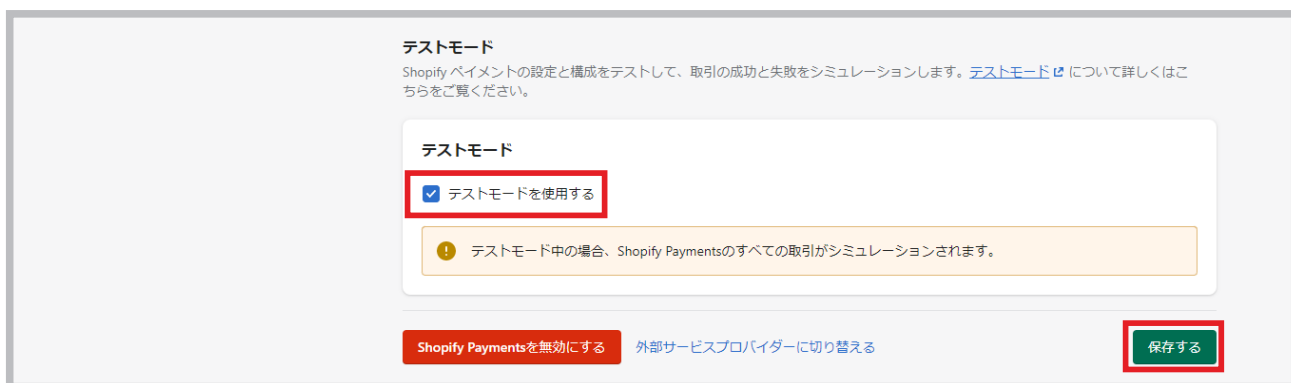 テストモード
Shopify ペイメントの設定と構成をテストして、取引の成功と失敗をシミュレーションします。テストモード について詳しくはこ
ちらをご覧ください。
テストモード
テストモードを使用する
テストモード中の場合、Shopify Paymentsのすべての取引がシミュレーションされます。
Shopify Paymentsを無効にする 外部サービスプロバイダーに切り替える 保存する